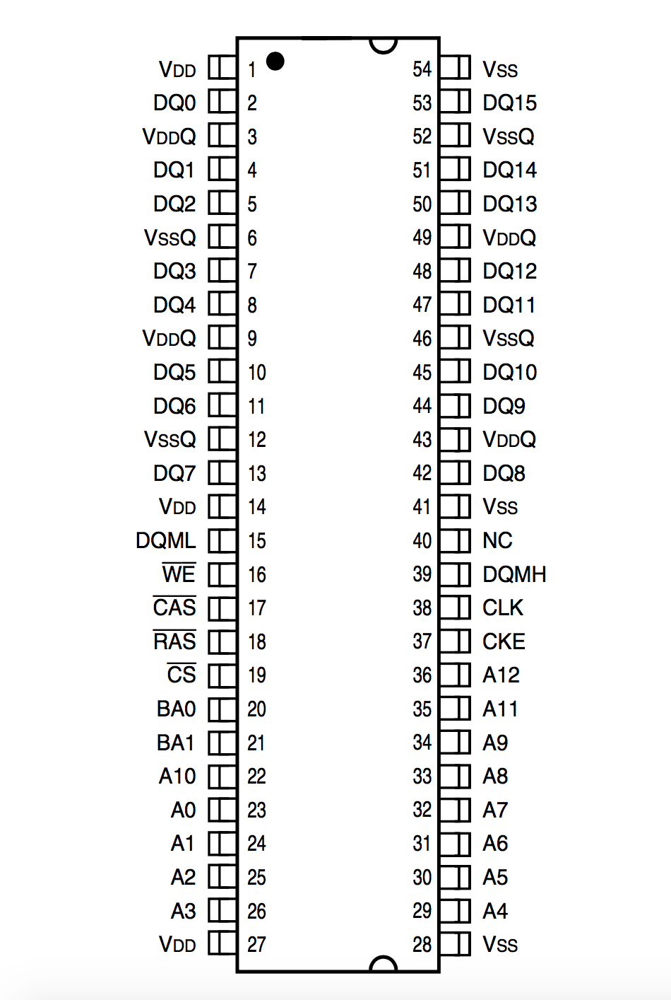 VDD 1 54 VSS
DQ0 2 53 DQ15
VDDQ 3 52 VSSQ
DQ1 4 51 DQ14
DQ2 5 50 DQ13
VSSQ 6 49 VDDQ
DQ3 7 48 DQ12
DQ4 8 47 DQ11
VDDQ 9 46 VSSQ
DQ5 10 45 DQ10
DQ6 11 44 DQ9
VSSQ 12 43 VDDQ
DQ7 13 42 DQ8
VDD 14 41 VSS
DQML 15 40 NC
W̅E̅ 16 39 DQMH
C̅A̅S̅ 17 38 CLK
R̅A̅S̅ 18 37 CKE
C̅S̅ 19 36 A12
BA0 20 35 A11
BA1 21 34 A9
A10 22 33 A8
A0 23 32 A7
A1 24 31 A6
A2 25 30 A5
A3 26 29 A4
VDD 27 28 VSS